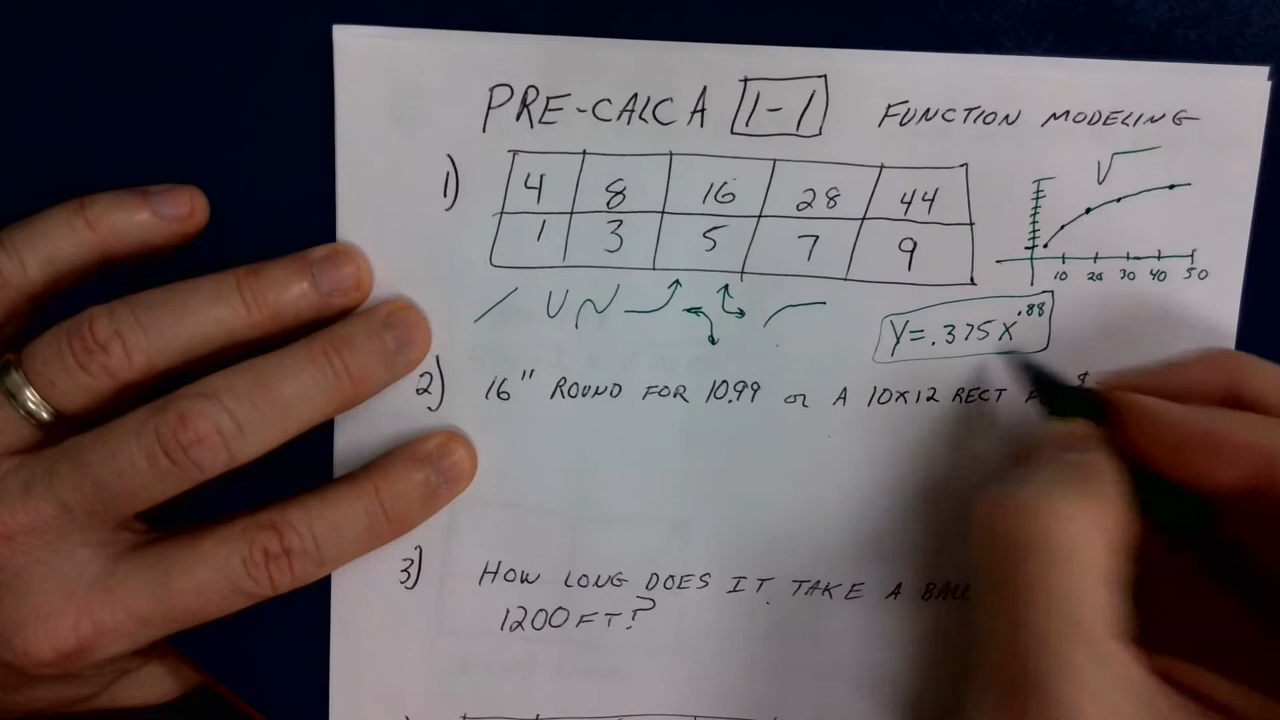 PRE-CALC A 1-1 FUNCTION MODELING
1) 4 8 16 28 44
1 3 5 7 9
√
10 20 30 40 50
y=.375x^.88
2) 16" ROUND FOR 10.99 or A 10X12 RECT
3) HOW LONG DOES IT TAKE A BALL
1200 FT?